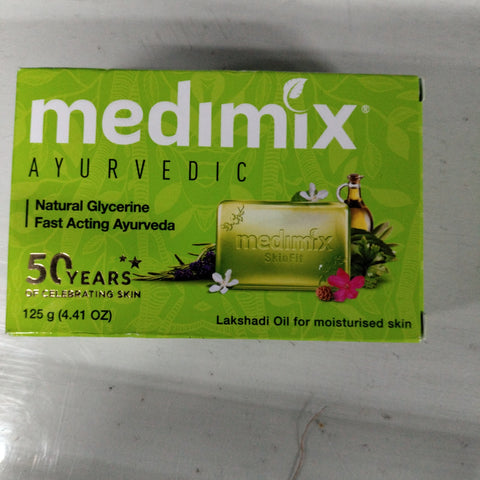 medimix®
AYURVEDIC
Natural Glycerine
Fast Acting Ayurveda
medimix
SkinFit
50 YEARS
OF CELEBRATING SKIN
125 g (4.41 OZ)
Lakshadi Oil for moisturised skin